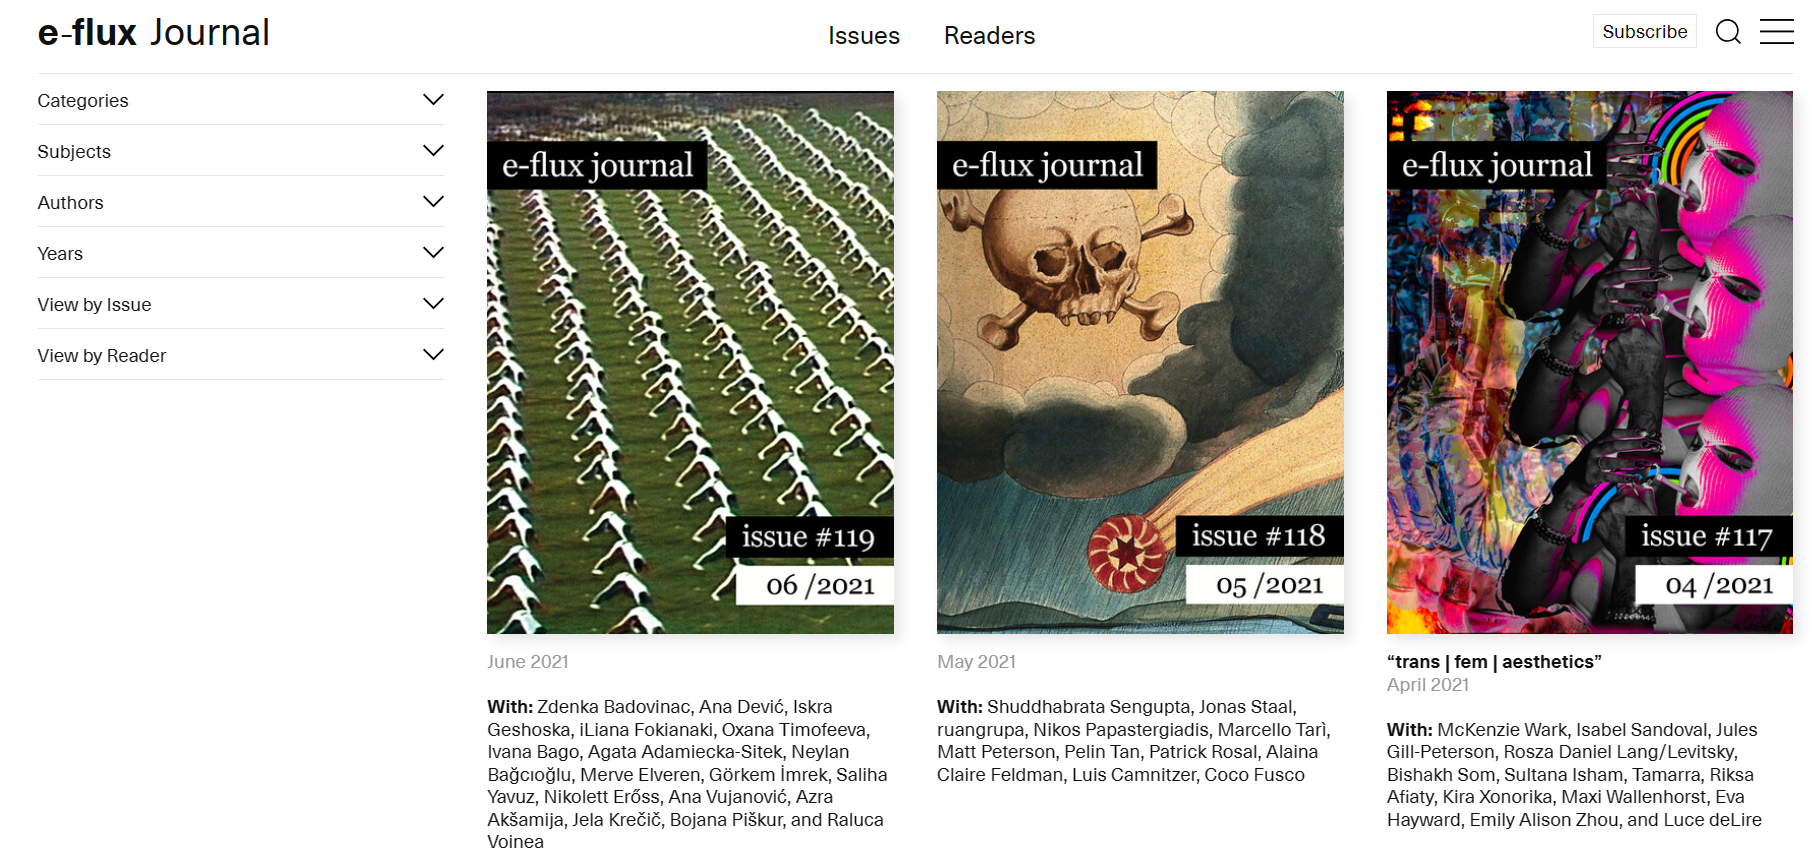 e-flux Journal
Issues
Readers
Subscribe
Categories
Subjects
Authors
Years
View by Issue
View by Reader
e-flux journal
issue #119
06 /2021
June 2021
With: Zdenka Badovinac, Ana Dević, Iskra
Geshoska, iLiana Fokianaki, Oxana Timofeeva,
Ivana Bago, Agata Adamiecka-Sitek, Neylan
Bağcıoğlu, Merve Elveren, Görkem İmrek, Saliha
Yavuz, Nikolett Erőss, Ana Vujanović, Azra
Akšamija, Jela Krečič, Bojana Piškur, and Raluca
Voinea
e-flux journal
issue #118
05 /2021
May 2021
With: Shuddhabrata Sengupta, Jonas Staal,
ruangrupa, Nikos Papastergiadis, Marcello Tarì,
Matt Peterson, Pelin Tan, Patrick Rosal, Alaina
Claire Feldman, Luis Camnitzer, Coco Fusco
e-flux journal
issue #117
04 /2021
“trans | fem | aesthetics”
April 2021
With: McKenzie Wark, Isabel Sandoval, Jules
Gill-Peterson, Rosza Daniel Lang/Levitsky,
Bishakh Som, Sultana Isham, Tamarra, Riksa
Afiaty, Kira Xonorika, Maxi Wallenhorst, Eva
Hayward, Emily Alison Zhou, and Luce deLire